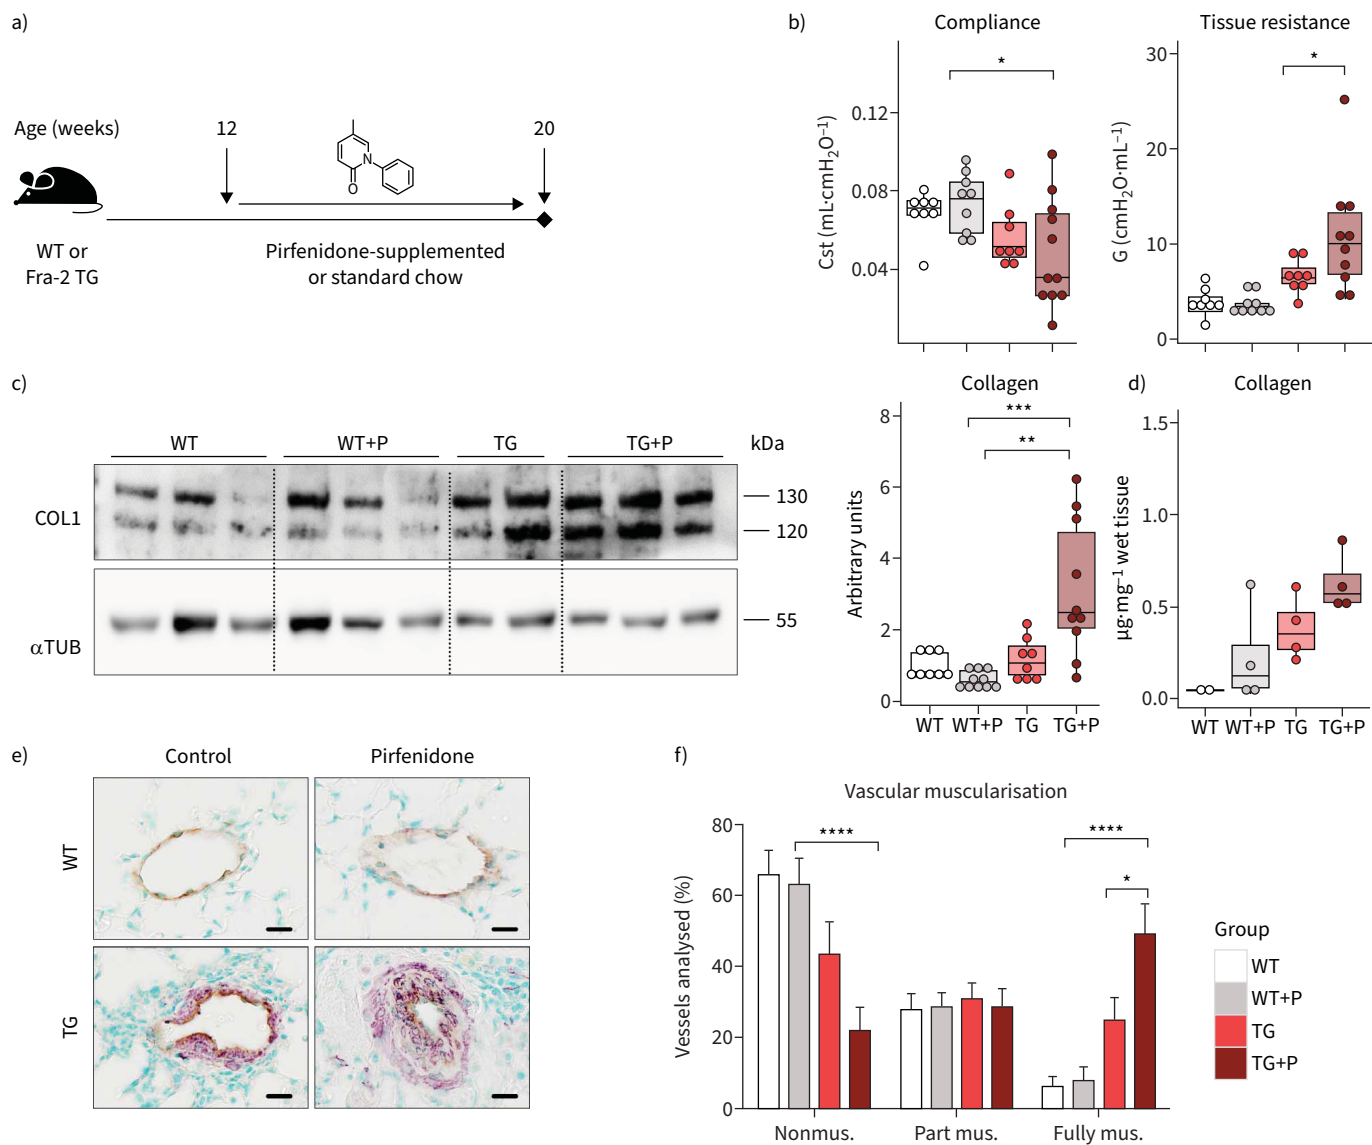 a)
Age (weeks)
12
20
N
O
WT or
Fra-2 TG
Pirfenidone-supplemented
or standard chow
b)
Compliance
*
Cst (mL·cmH₂O⁻¹)
0.12
0.08
0.04
Tissue resistance
*
G (cmH₂O·mL⁻¹)
30
20
10
0
c)
WT
WT+P
TG
TG+P
kDa
COL1
130
120
αTUB
55
Collagen
***
**
Arbitrary units
8
6
4
2
0
WT
WT+P
TG
TG+P
d)
Collagen
µg·mg⁻¹ wet tissue
1.5
1.0
0.5
0.0
WT
WT+P
TG
TG+P
e)
Control
Pirfenidone
WT
TG
f)
Vascular muscularisation
****
****
*
Vessels analysed (%)
80
60
40
20
0
Nonmus.
Part mus.
Fully mus.
Group
WT
WT+P
TG
TG+P